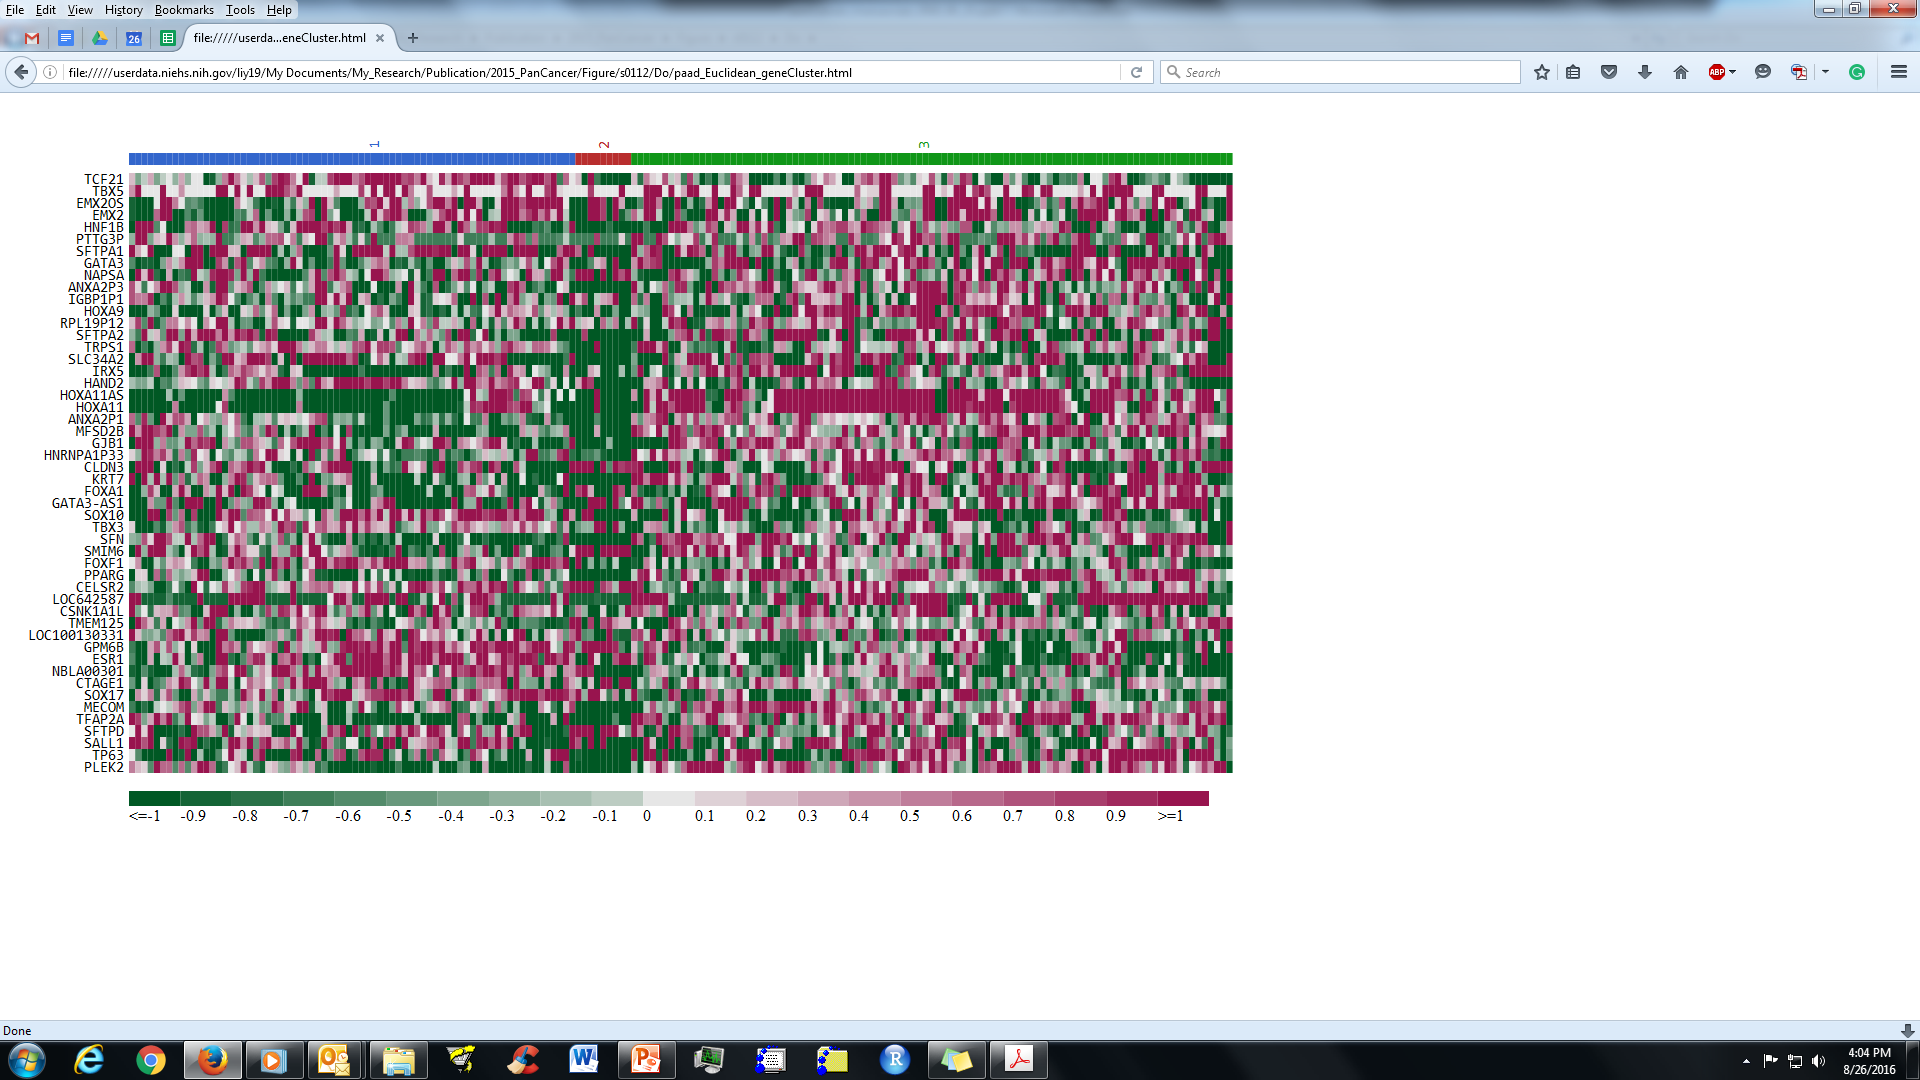 File Edit View History Bookmarks Tools Help
26
file://///userda...eneCluster.html
file://///userdata.niehs.nih.gov/liy19/My Documents/My_Research/Publication/2015_PanCancer/Figure/s0112/Do/paad_Euclidean_geneCluster.html
Search
ABP
1 2 3
TCF21
TBX5
EMX2OS
EMX2
HNF1B
PTTG3P
SFTPA1
GATA3
NAPSA
ANXA2P3
IGBP1P1
HOXA9
RPL19P12
SFTPA2
TRPS1
SLC34A2
IRX5
HAND2
HOXA11AS
HOXA11
ANXA2P1
MFSD2B
GJB1
HNRNPA1P33
CLDN3
KRT7
FOXA1
GATA3-AS1
SOX10
TBX3
SFN
SMIM6
FOXF1
PPARG
CELSR2
LOC642587
CSNK1A1L
TMEM125
LOC100130331
GPM6B
ESR1
NBLA00301
CTAGE1
SOX17
MECOM
TFAP2A
SFTPD
SALL1
TP63
PLEK2
<=-1 -0.9 -0.8 -0.7 -0.6 -0.5 -0.4 -0.3 -0.2 -0.1 0 0.1 0.2 0.3 0.4 0.5 0.6 0.7 0.8 0.9 >=1
Done
4:04 PM
8/26/2016